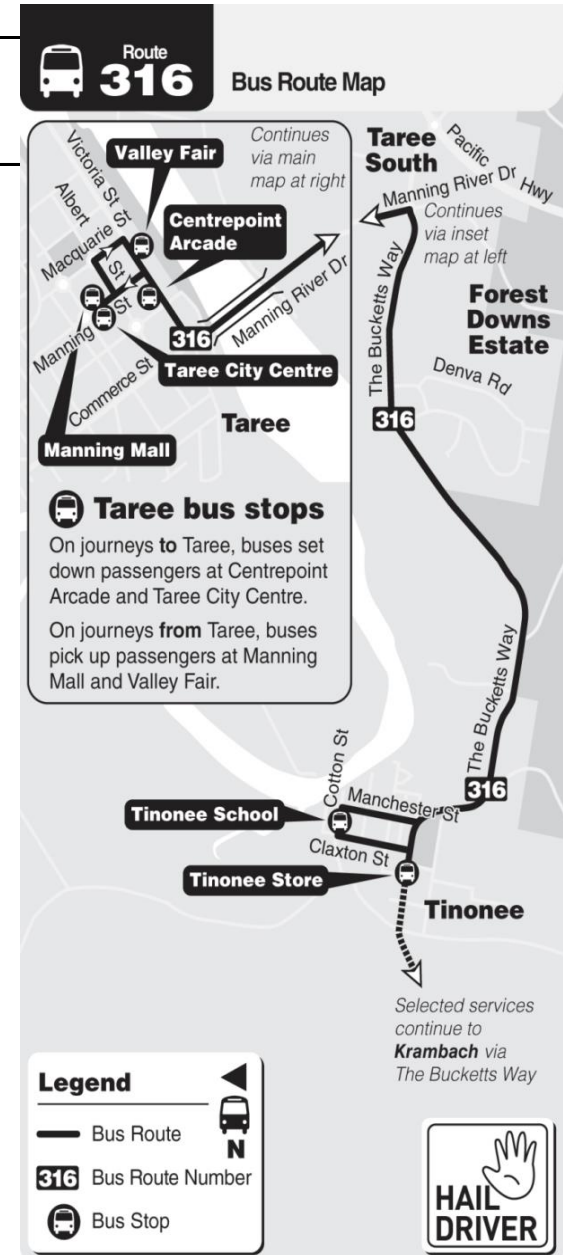 Route
316
Bus Route Map
Continues
via main
map at right
Victoria St
Albert St
Macquarie St
Manning St
Commerce St
Manning River Dr
Valley Fair
Centrepoint
Arcade
316
Taree City Centre
Taree
Manning Mall
Taree bus stops
On journeys to Taree, buses set
down passengers at Centrepoint
Arcade and Taree City Centre.
On journeys from Taree, buses
pick up passengers at Manning
Mall and Valley Fair.
Taree
South
Pacific Hwy
Manning River Dr
Continues
via inset
map at left
The Bucketts Way
Forest
Downs
Estate
Denva Rd
316
The Bucketts Way
316
Cotton St
Manchester St
Tinonee School
Claxton St
Tinonee Store
Tinonee
Selected services
continue to
Krambach via
The Bucketts Way
Legend
N
Bus Route
316 Bus Route Number
Bus Stop
HAIL
DRIVER